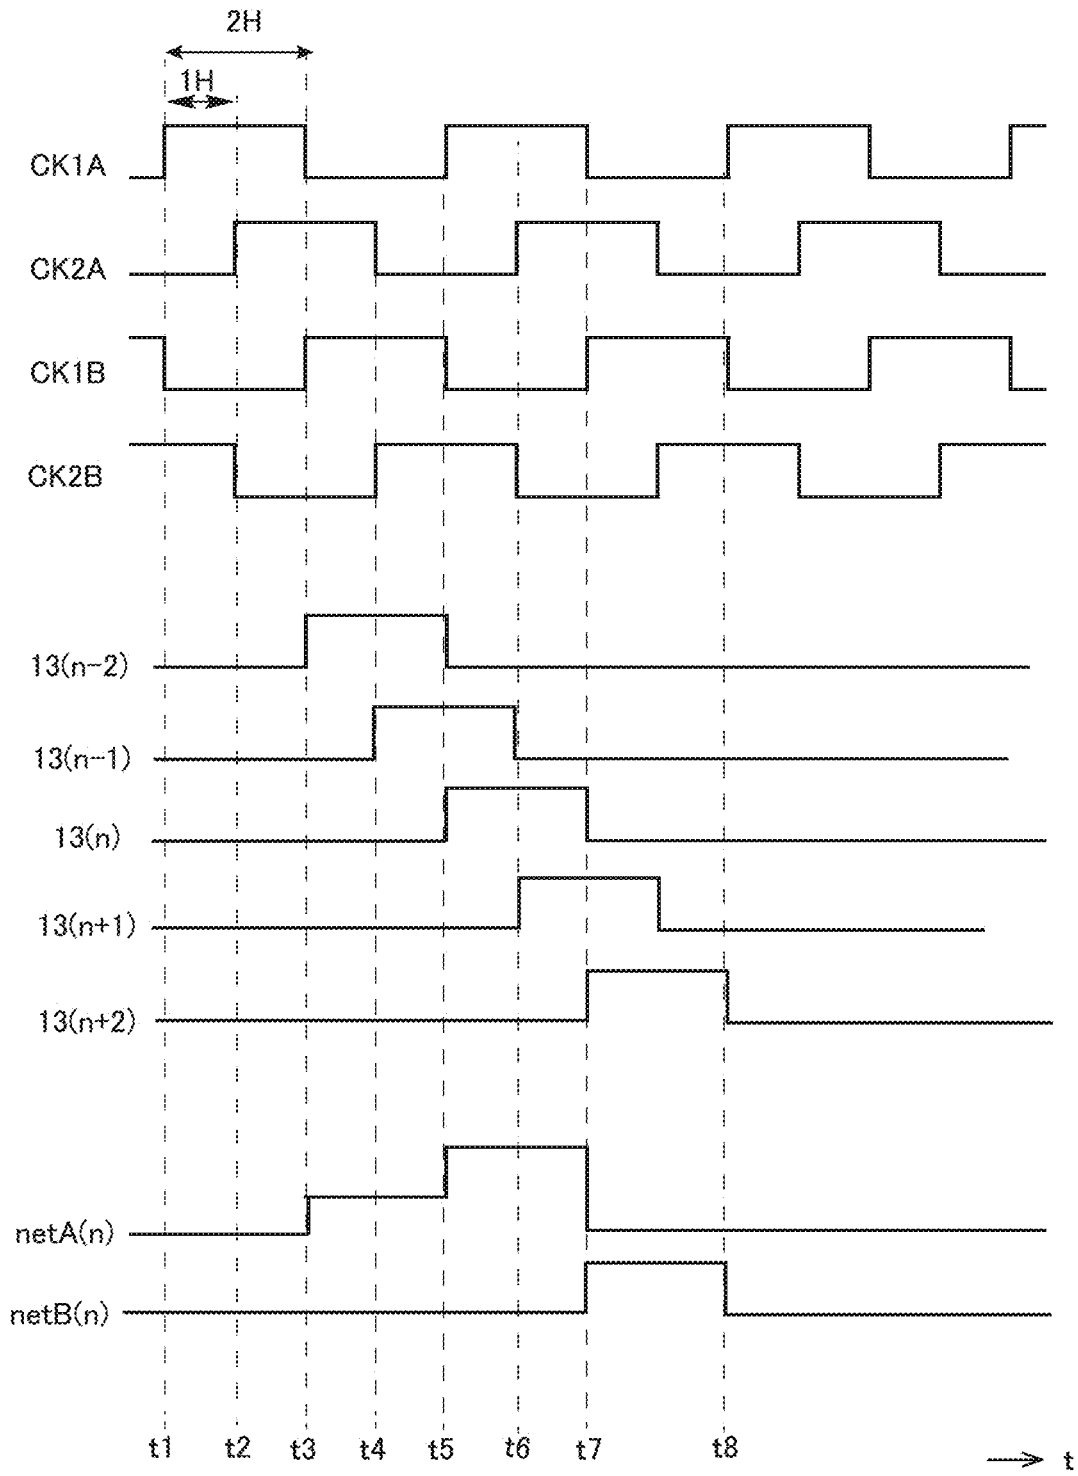 2H
1H
CK1A
CK2A
CK1B
CK2B
13(n-2)
13(n-1)
13(n)
13(n+1)
13(n+2)
netA(n)
netB(n)
t1 t2 t3 t4 t5 t6 t7 t8
t